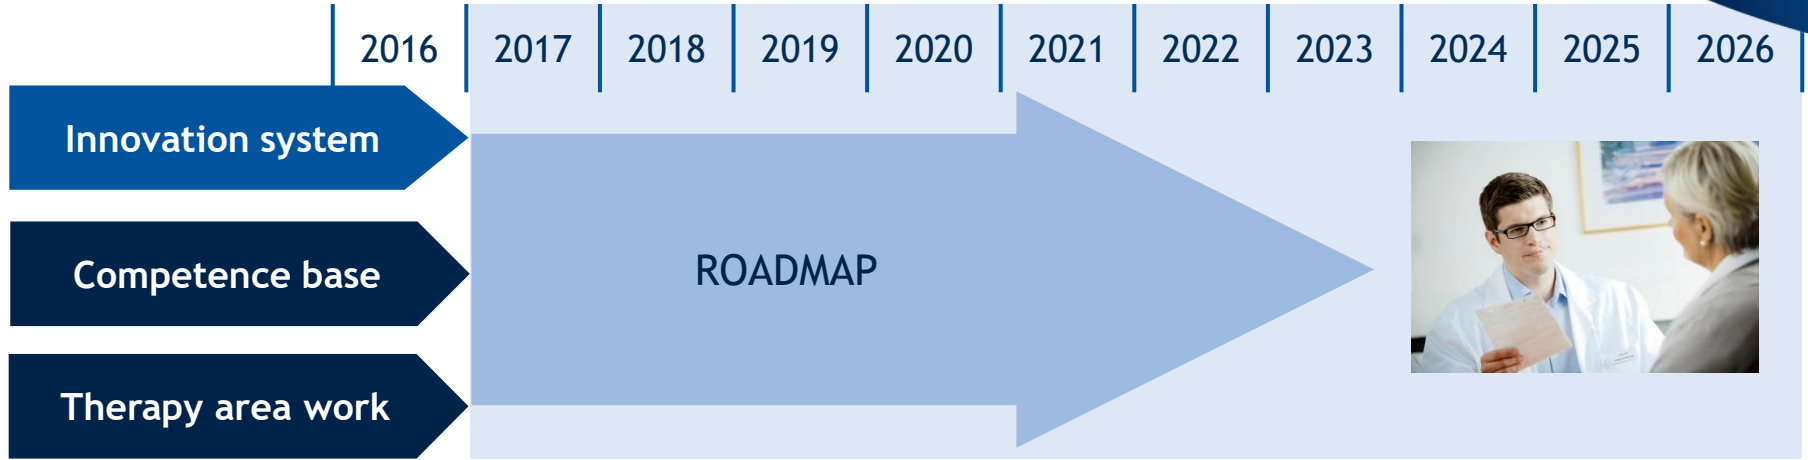 2016 2017 2018 2019 2020 2021 2022 2023 2024 2025 2026
Innovation system
Competence base
ROADMAP
Therapy area work